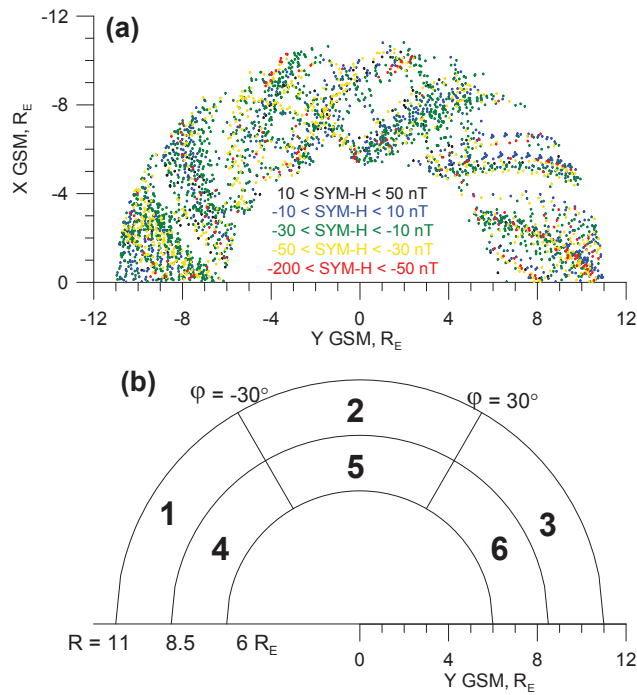 (a)
-12
-8
-4
0
X GSM, R_E
10 < SYM-H < 50 nT
-10 < SYM-H < 10 nT
-30 < SYM-H < -10 nT
-50 < SYM-H < -30 nT
-200 < SYM-H < -50 nT
-12 -8 -4 0 4 8 12
Y GSM, R_E
(b)
φ = -30° φ = 30°
2
5
1 3
4 6
R = 11 8.5 6 R_E 0 4 8 12
Y GSM, R_E